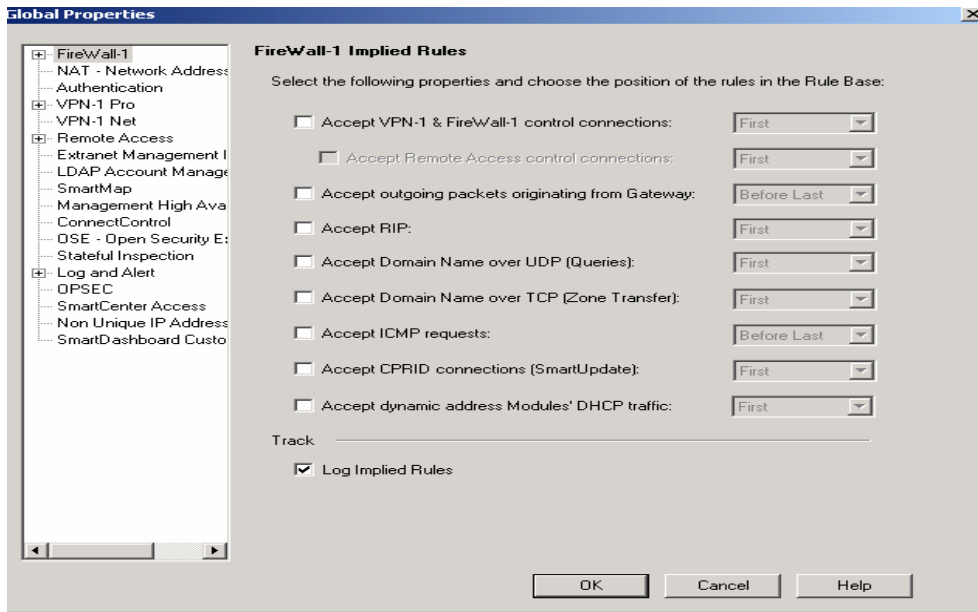 Global Properties
FireWall-1
NAT - Network Address
Authentication
VPN-1 Pro
VPN-1 Net
Remote Access
Extranet Management I
LDAP Account Manage
SmartMap
Management High Ava
ConnectControl
OSE - Open Security E:
Stateful Inspection
Log and Alert
OPSEC
SmartCenter Access
Non Unique IP Address
SmartDashboard Custo
FireWall-1 Implied Rules
Select the following properties and choose the position of the rules in the Rule Base:
Accept VPN-1 & FireWall-1 control connections: First
Accept Remote Access control connections: First
Accept outgoing packets originating from Gateway: Before Last
Accept RIP: First
Accept Domain Name over UDP (Queries): First
Accept Domain Name over TCP (Zone Transfer): First
Accept ICMP requests: Before Last
Accept CPRID connections (SmartUpdate): First
Accept dynamic address Modules' DHCP traffic: First
Track
Log Implied Rules
OK Cancel Help